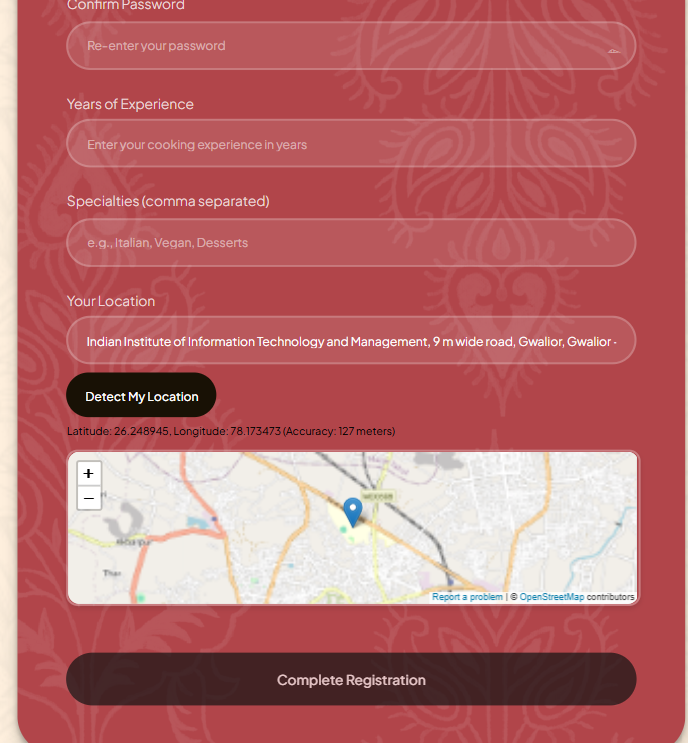 Confirm Password
Re-enter your password
Years of Experience
Enter your cooking experience in years
Specialties (comma separated)
e.g., Italian, Vegan, Desserts
Your Location
Indian Institute of Information Technology and Management, 9 m wide road, Gwalior, Gwalior -
Detect My Location
Latitude: 26.248945, Longitude: 78.173473 (Accuracy: 127 meters)
+
−
Report a problem | © OpenStreetMap contributors
Complete Registration